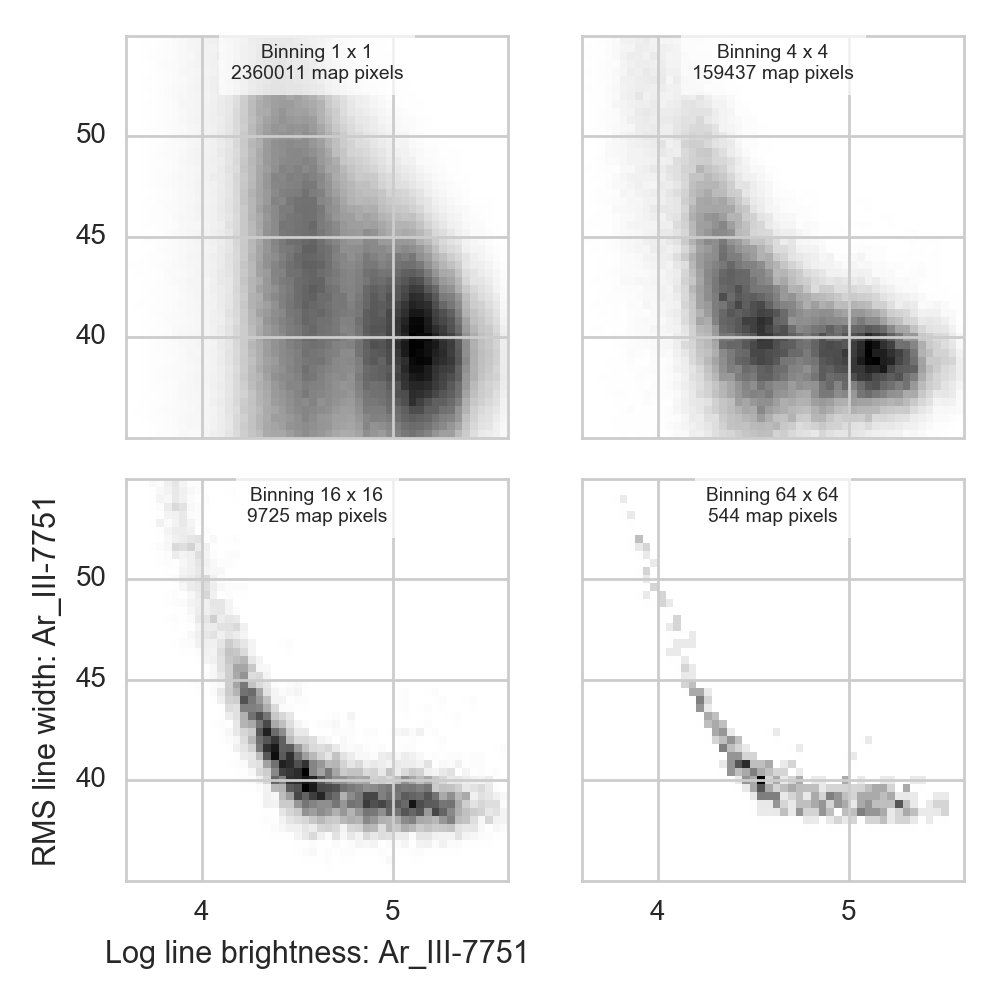 Binning 1 x 1
2360011 map pixels
Binning 4 x 4
159437 map pixels
50
45
40
Binning 16 x 16
9725 map pixels
Binning 64 x 64
544 map pixels
50
45
40
RMS line width: Ar_III-7751
4 5 4 5
Log line brightness: Ar_III-7751